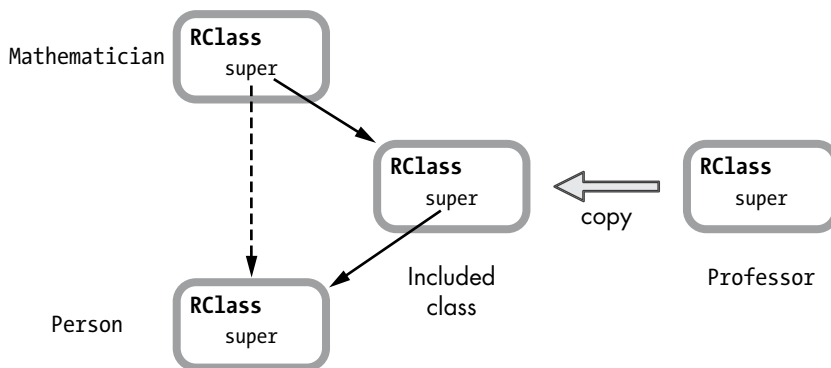 RClass
Mathematician
super
RClass
super
RClass
super
copy
Included
class
Professor
RClass
Person
super